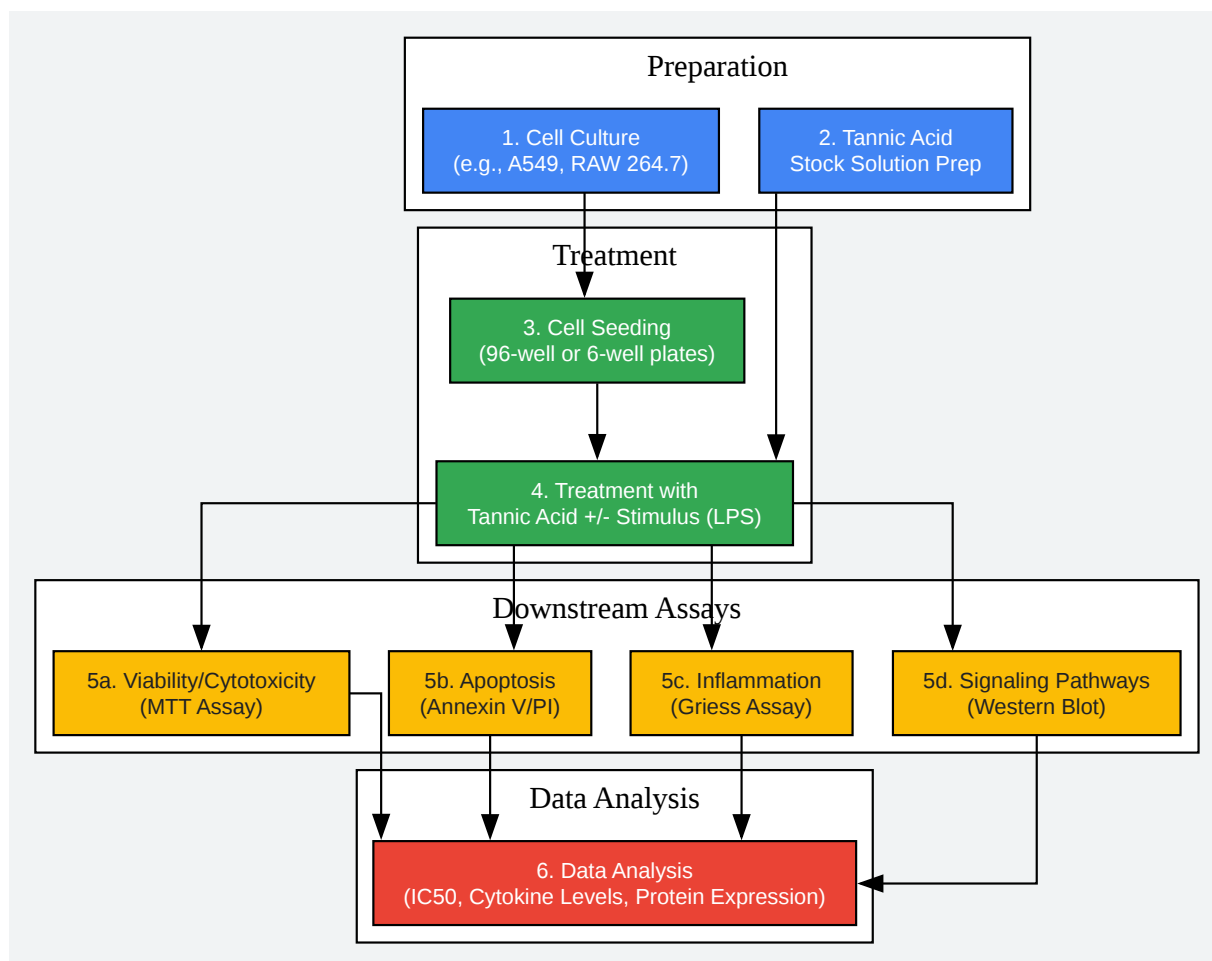 Preparation
1. Cell Culture
(e.g., A549, RAW 264.7)
2. Tannic Acid
Stock Solution Prep
Treatment
3. Cell Seeding
(96-well or 6-well plates)
4. Treatment with
Tannic Acid +/- Stimulus (LPS)
Downstream Assays
5a. Viability/Cytotoxicity
(MTT Assay)
5b. Apoptosis
(Annexin V/PI)
5c. Inflammation
(Griess Assay)
5d. Signaling Pathways
(Western Blot)
Data Analysis
6. Data Analysis
(IC50, Cytokine Levels, Protein Expression)